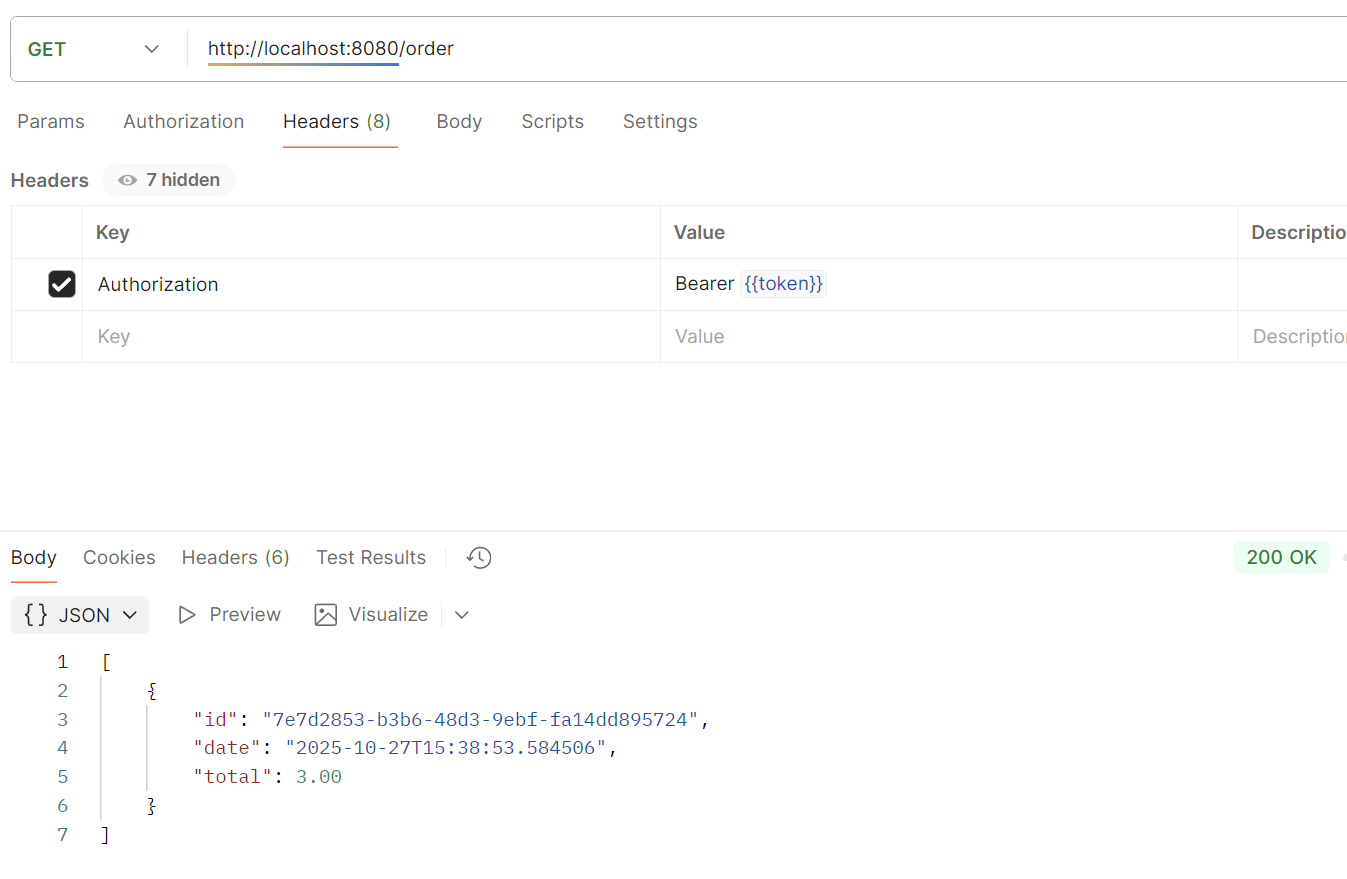 GET http://localhost:8080/order
Params Authorization Headers (8) Body Scripts Settings
Headers 7 hidden
Key Value Descriptio
Authorization Bearer {{token}}
Key Value Description
Body Cookies Headers (6) Test Results 200 OK
{} JSON Preview Visualize
1 [
2 {
3 "id": "7e7d2853-b3b6-48d3-9ebf-fa14dd895724",
4 "date": "2025-10-27T15:38:53.584506",
5 "total": 3.00
6 }
7 ]